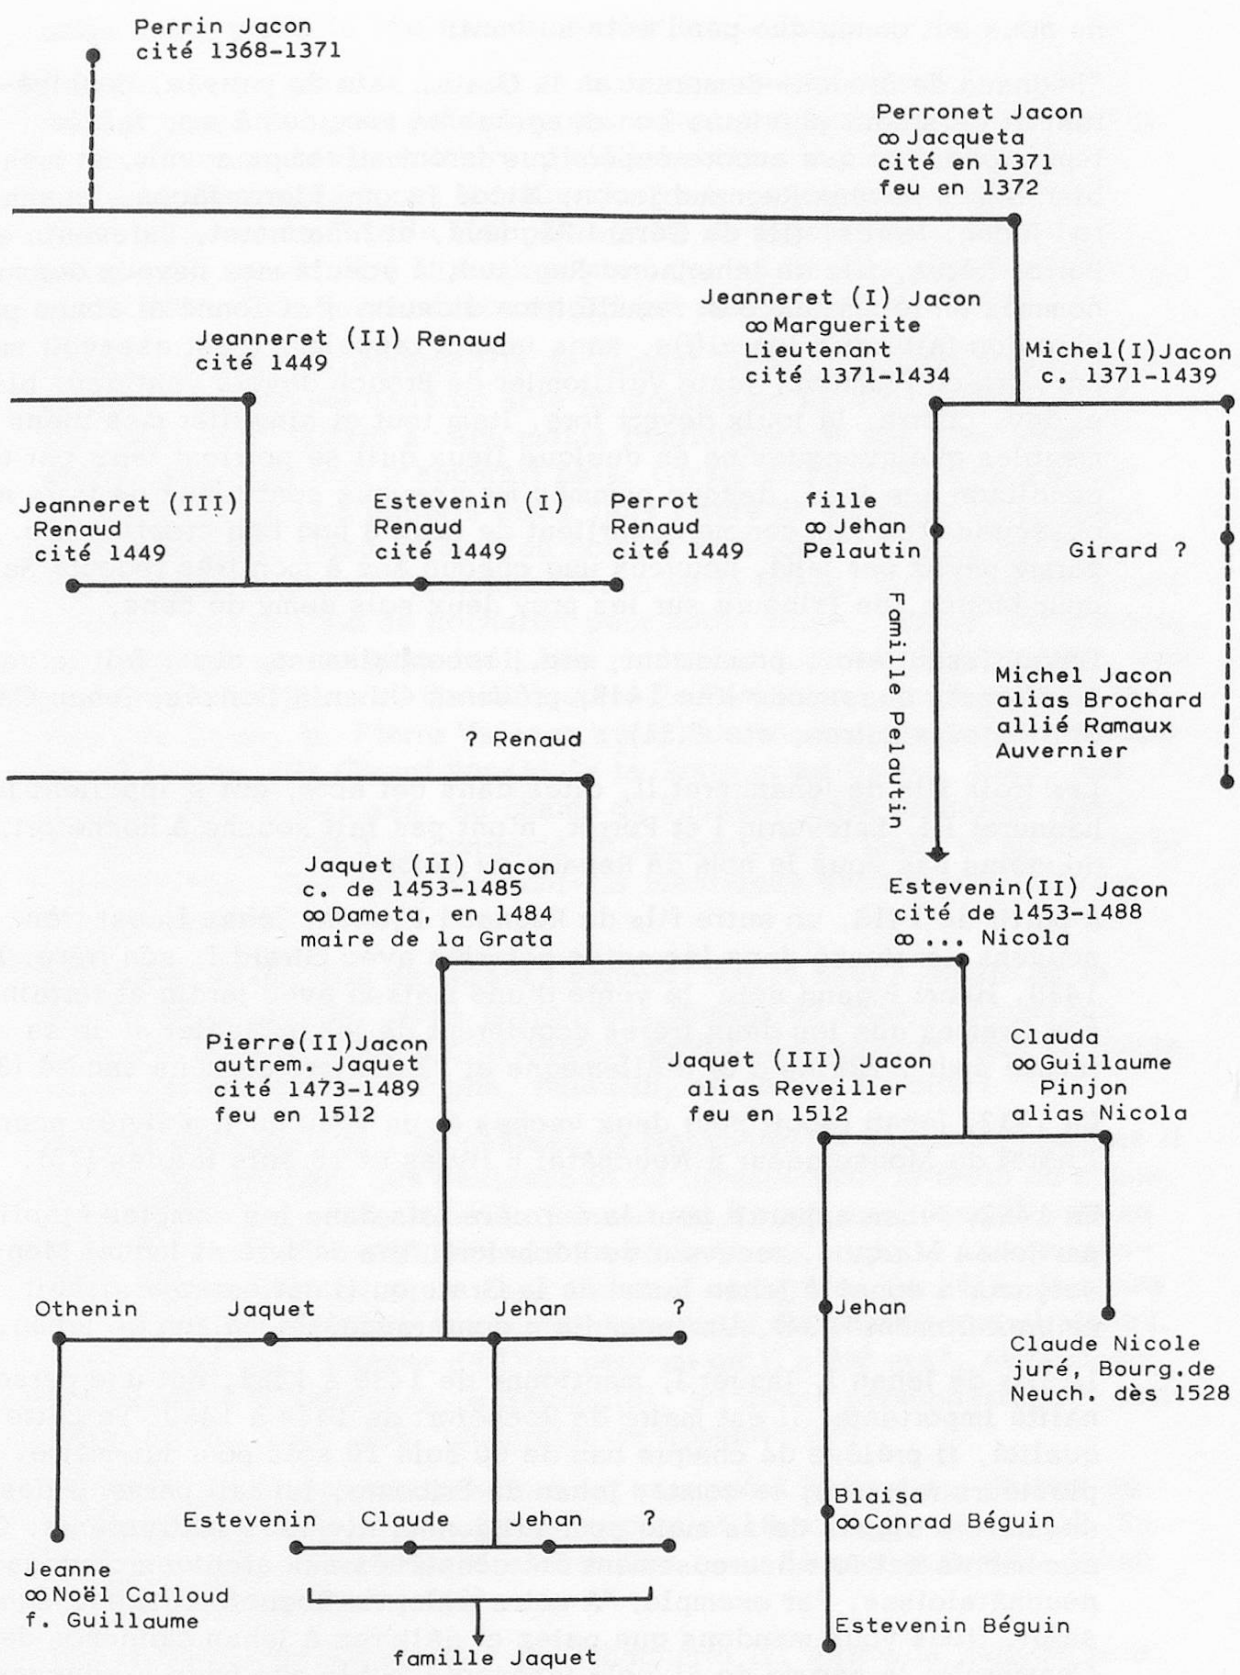 Perrin Jacon
cité 1368-1371
Perronet Jacon
∞ Jacqueta
cité en 1371
feu en 1372
Jeanneret (I) Jacon
∞ Marguerite
Lieutenant
cité 1371-1434
Michel(I)Jacon
c. 1371-1439
Jeanneret (II) Renaud
cité 1449
Jeanneret (III)
Renaud
cité 1449
Estevenin (I)
Renaud
cité 1449
Perrot
Renaud
cité 1449
fille
∞ Jehan
Pelautin
Girard ?
Famille Pelautin
Michel Jacon
alias Brochard
allié Ramaux
Auvernier
? Renaud
Jaquet (II) Jacon
c. de 1453-1485
∞ Dameta, en 1484
maire de la Grata
Estevenin(II) Jacon
cité de 1453-1488
∞ ... Nicola
Pierre(II)Jacon
autrem. Jaquet
cité 1473-1489
feu en 1512
Jaquet (III) Jacon
alias Reveiller
feu en 1512
Clauda
∞ Guillaume
Pinjon
alias Nicola
Othenin
Jaquet
Jehan
?
Jehan
Claude Nicole
juré, Bourg.de
Neuch. dès 1528
Estevenin
Claude
Jehan
?
Blaisa
∞ Conrad Béguin
Jeanne
∞ Noël Calloud
f. Guillaume
famille Jaquet
Estevenin Béguin